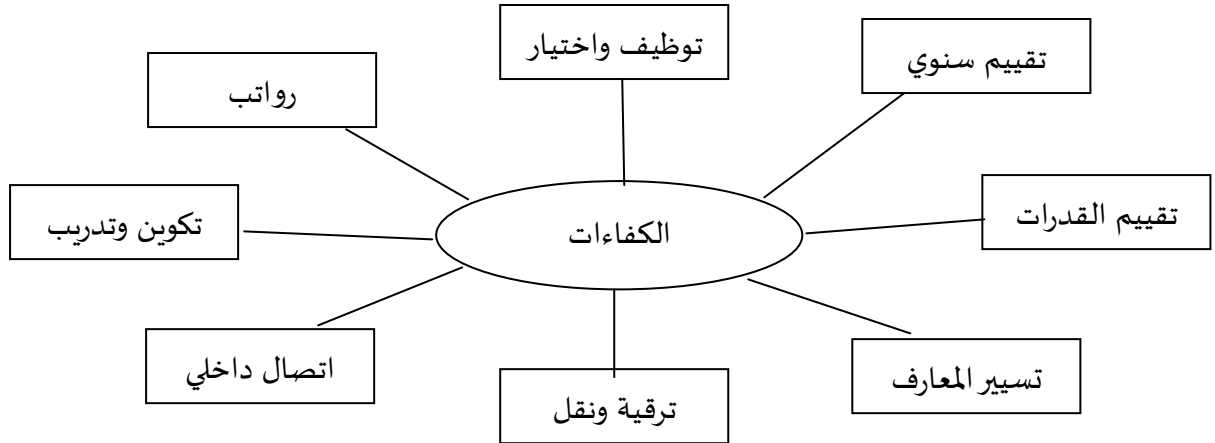 توظيف واختيار
تقييم سنوي
رواتب
تقييم القدرات
تكوين وتدريب
الكفاءات
اتصال داخلي
تسيير المعارف
ترقية ونقل